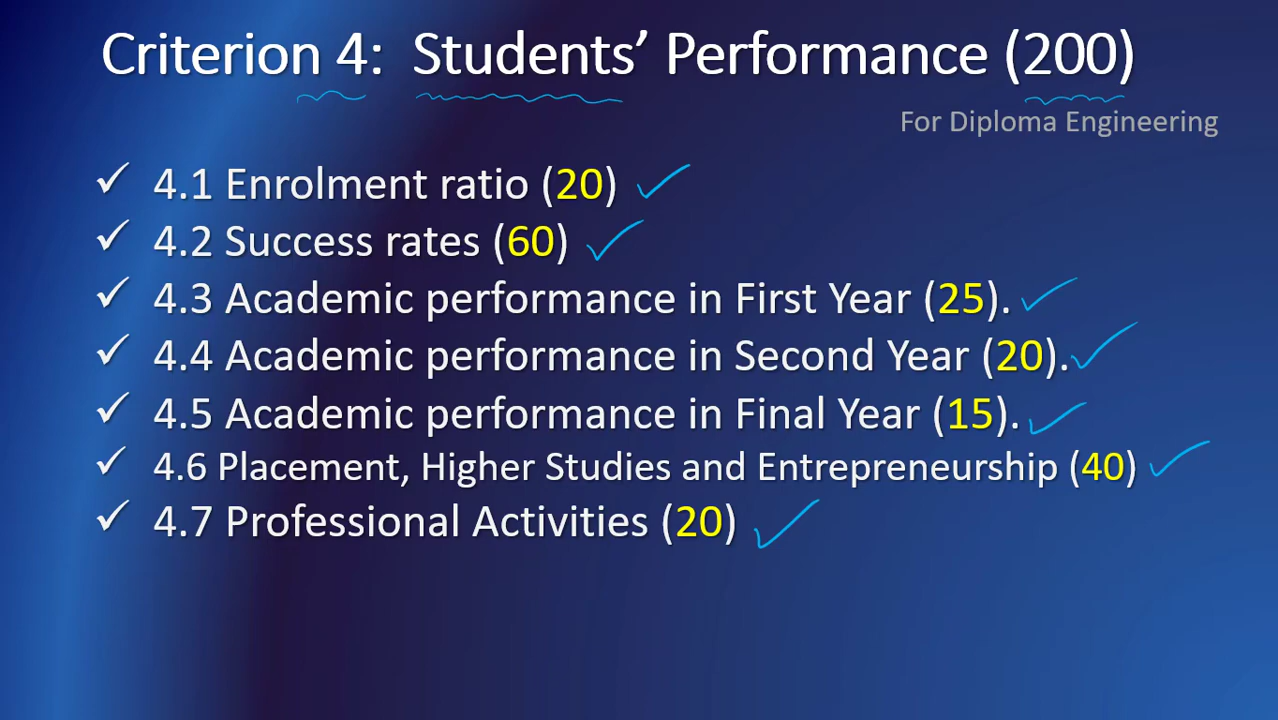 Criterion 4: Students’ Performance (200)
For Diploma Engineering
✓ 4.1 Enrolment ratio (20)
✓ 4.2 Success rates (60)
✓ 4.3 Academic performance in First Year (25).
✓ 4.4 Academic performance in Second Year (20).
✓ 4.5 Academic performance in Final Year (15).
✓ 4.6 Placement, Higher Studies and Entrepreneurship (40)
✓ 4.7 Professional Activities (20)